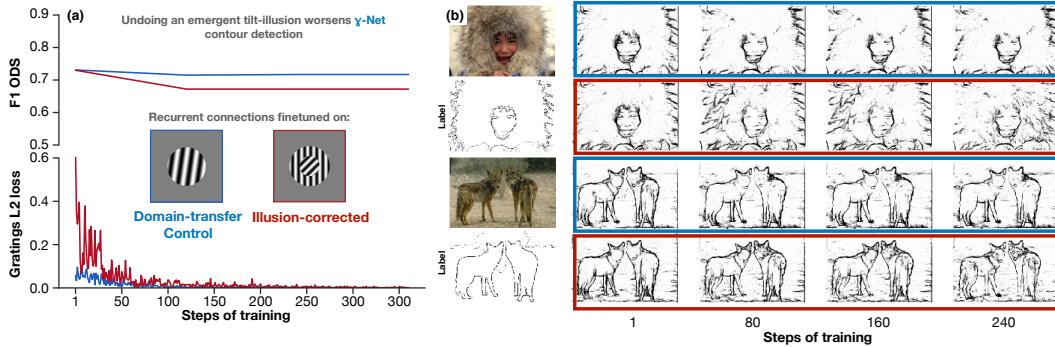 (a)
Undoing an emergent tilt-illusion worsens γ-Net
contour detection
F1 ODS
0.9
0.8
0.7
0.6
0.5
Recurrent connections finetuned on:
Domain-transfer
Control
Illusion-corrected
Gratings L2 loss
0.6
0.4
0.2
0.0
1 50 100 150 200 250 300
Steps of training
(b)
Label
Label
1 80 160 240
Steps of training